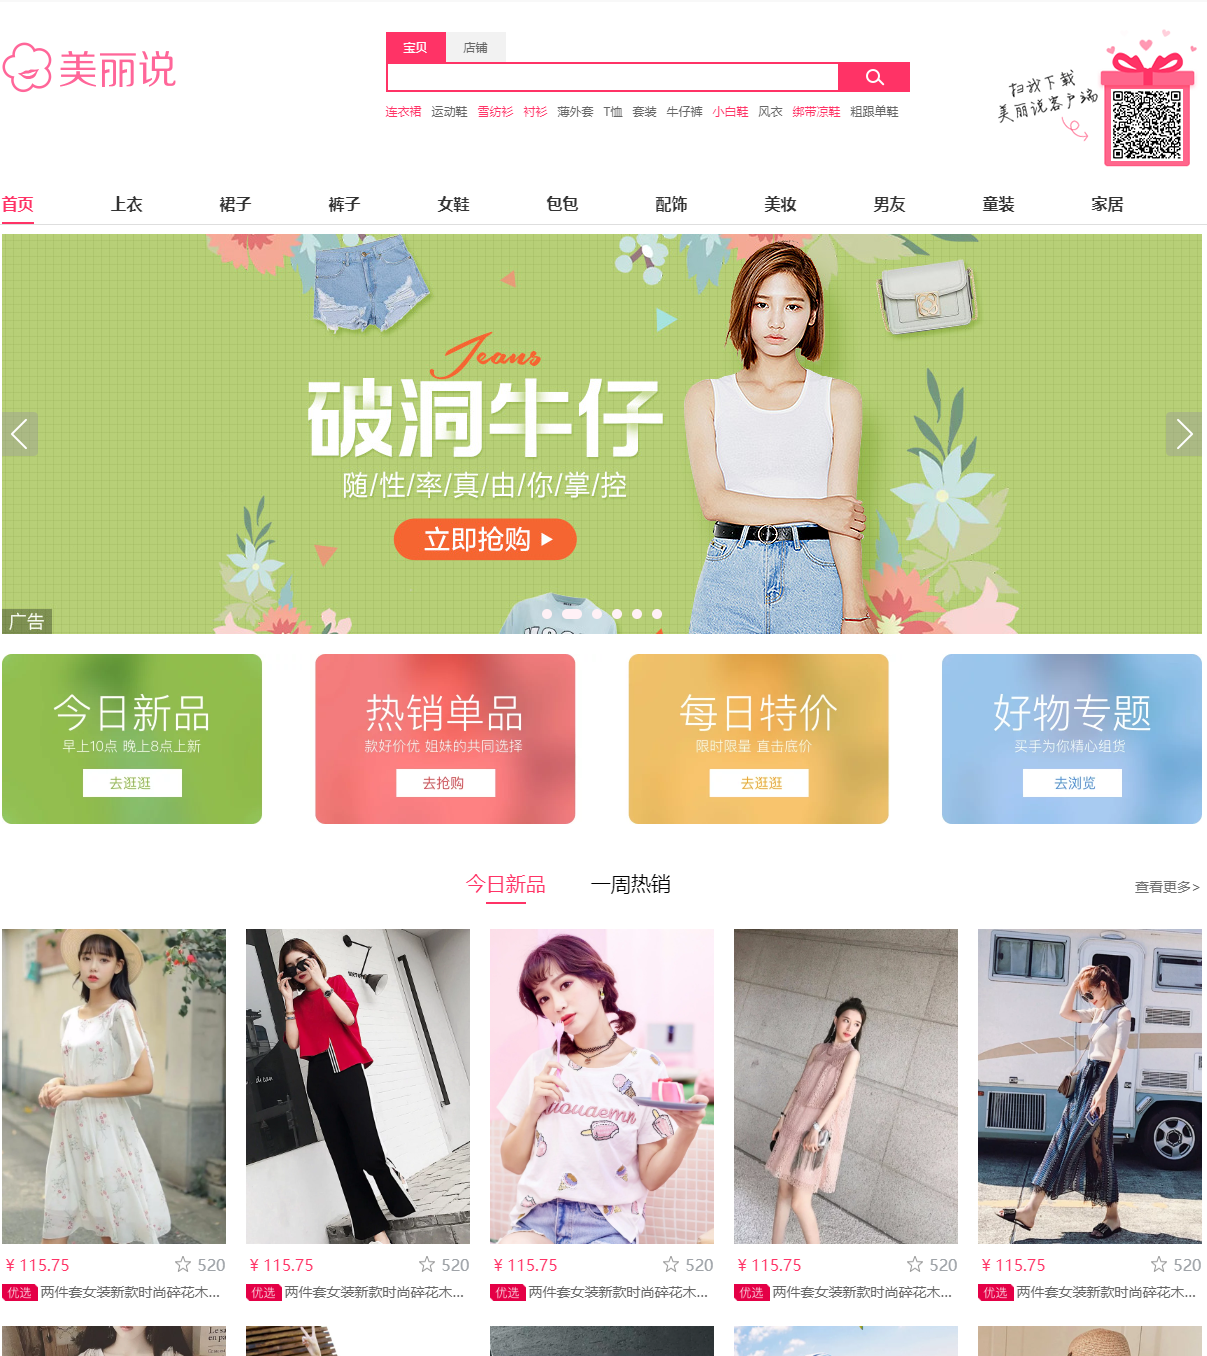 美丽说
宝贝 店铺
连衣裙 运动鞋 雪纺衫 衬衫 薄外套 T恤 套装 牛仔裤 小白鞋 风衣 绑带凉鞋 粗跟单鞋
扫我下载
美丽说客户端
首页 上衣 裙子 裤子 女鞋 包包 配饰 美妆 男友 童装 家居
Jeans
破洞牛仔
随/性/率/真/由/你/掌/控
立即抢购
广告
今日新品 热销单品 每日特价 好物专题
早上10点 晚上8点上新 款好价优 姐妹的共同选择 限时限量 直击底价 买手为你精心组货
去逛逛 去抢购 去逛逛 去浏览
今日新品 一周热销 查看更多>
¥ 115.75 520 ¥ 115.75 520 ¥ 115.75 520 ¥ 115.75 520 ¥ 115.75 520
优选 两件套女装新款时尚碎花木... 优选 两件套女装新款时尚碎花木... 优选 两件套女装新款时尚碎花木... 优选 两件套女装新款时尚碎花木... 优选 两件套女装新款时尚碎花木...